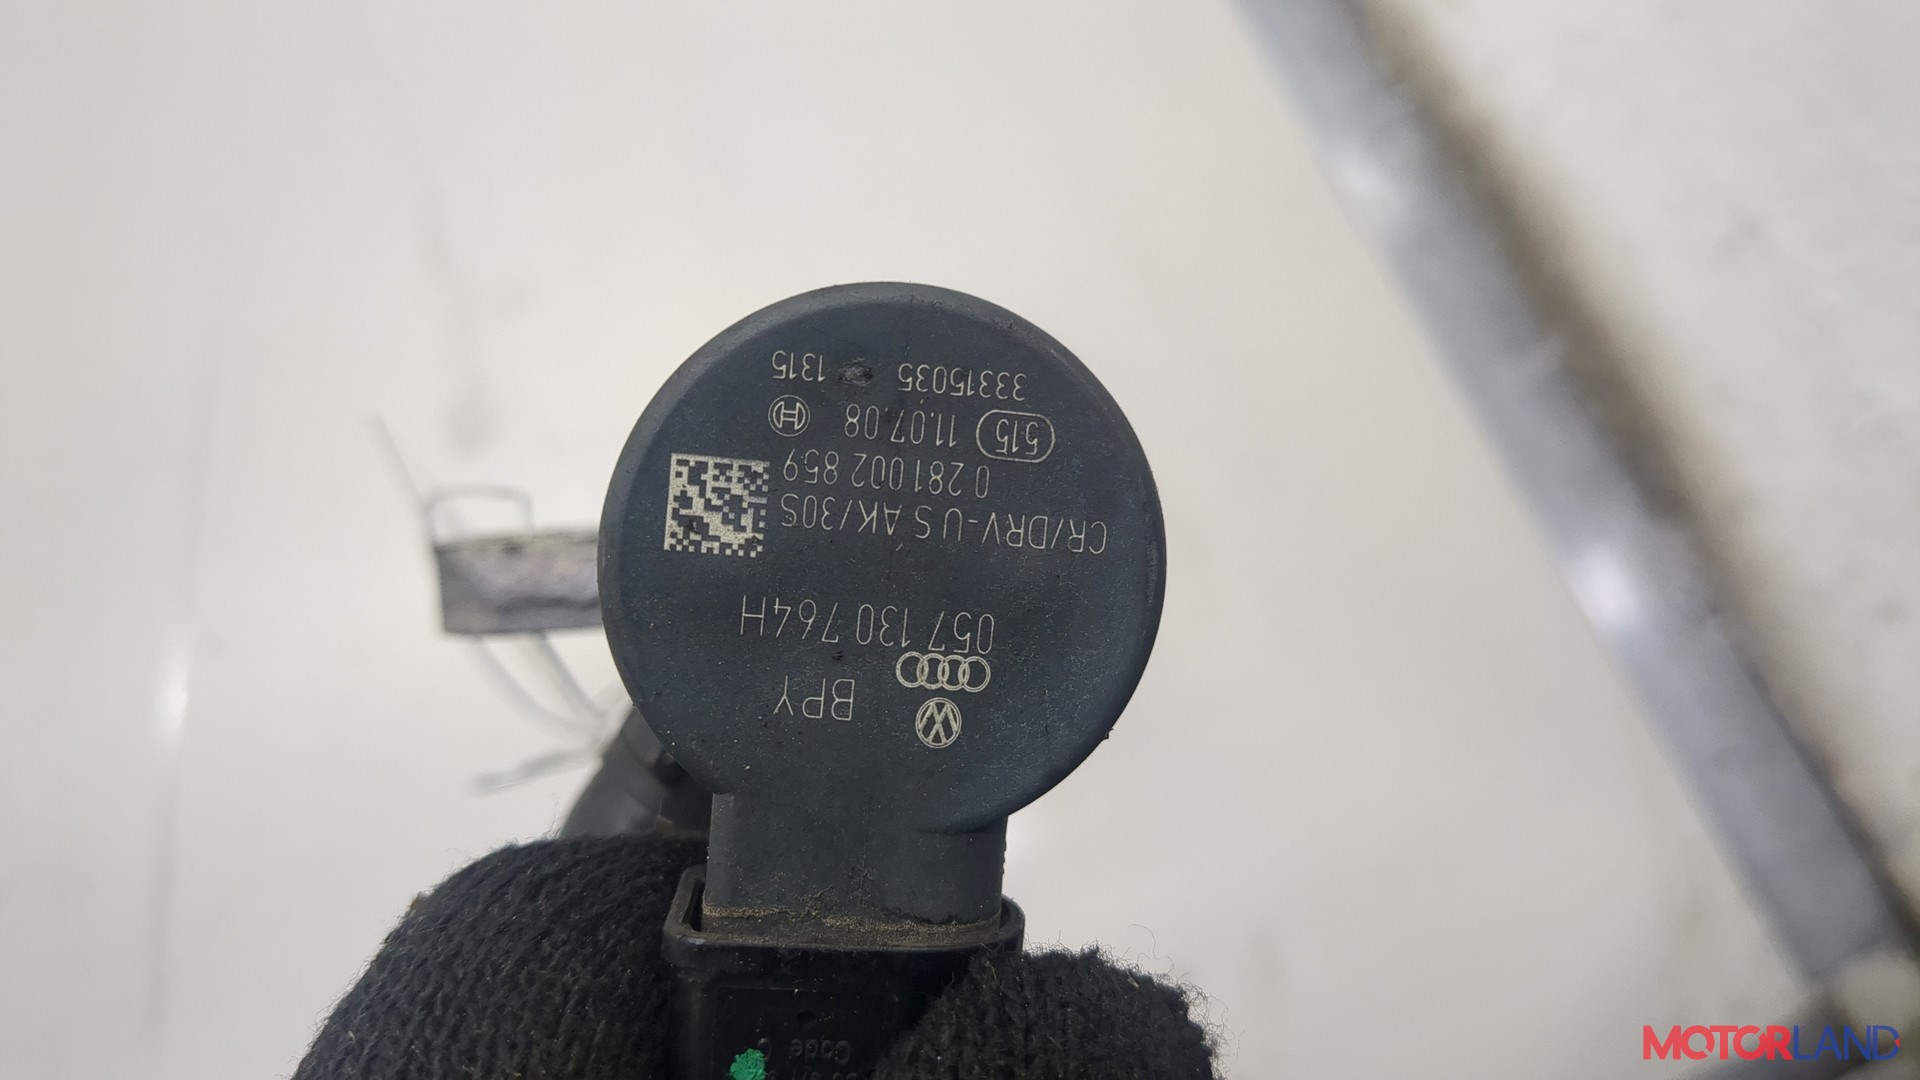 BPY
057 130 764H
CR/DRV-U S AK/30S
0 281 002 859
515 11.07.08
33315035 1315
Code C
MOTORLAND